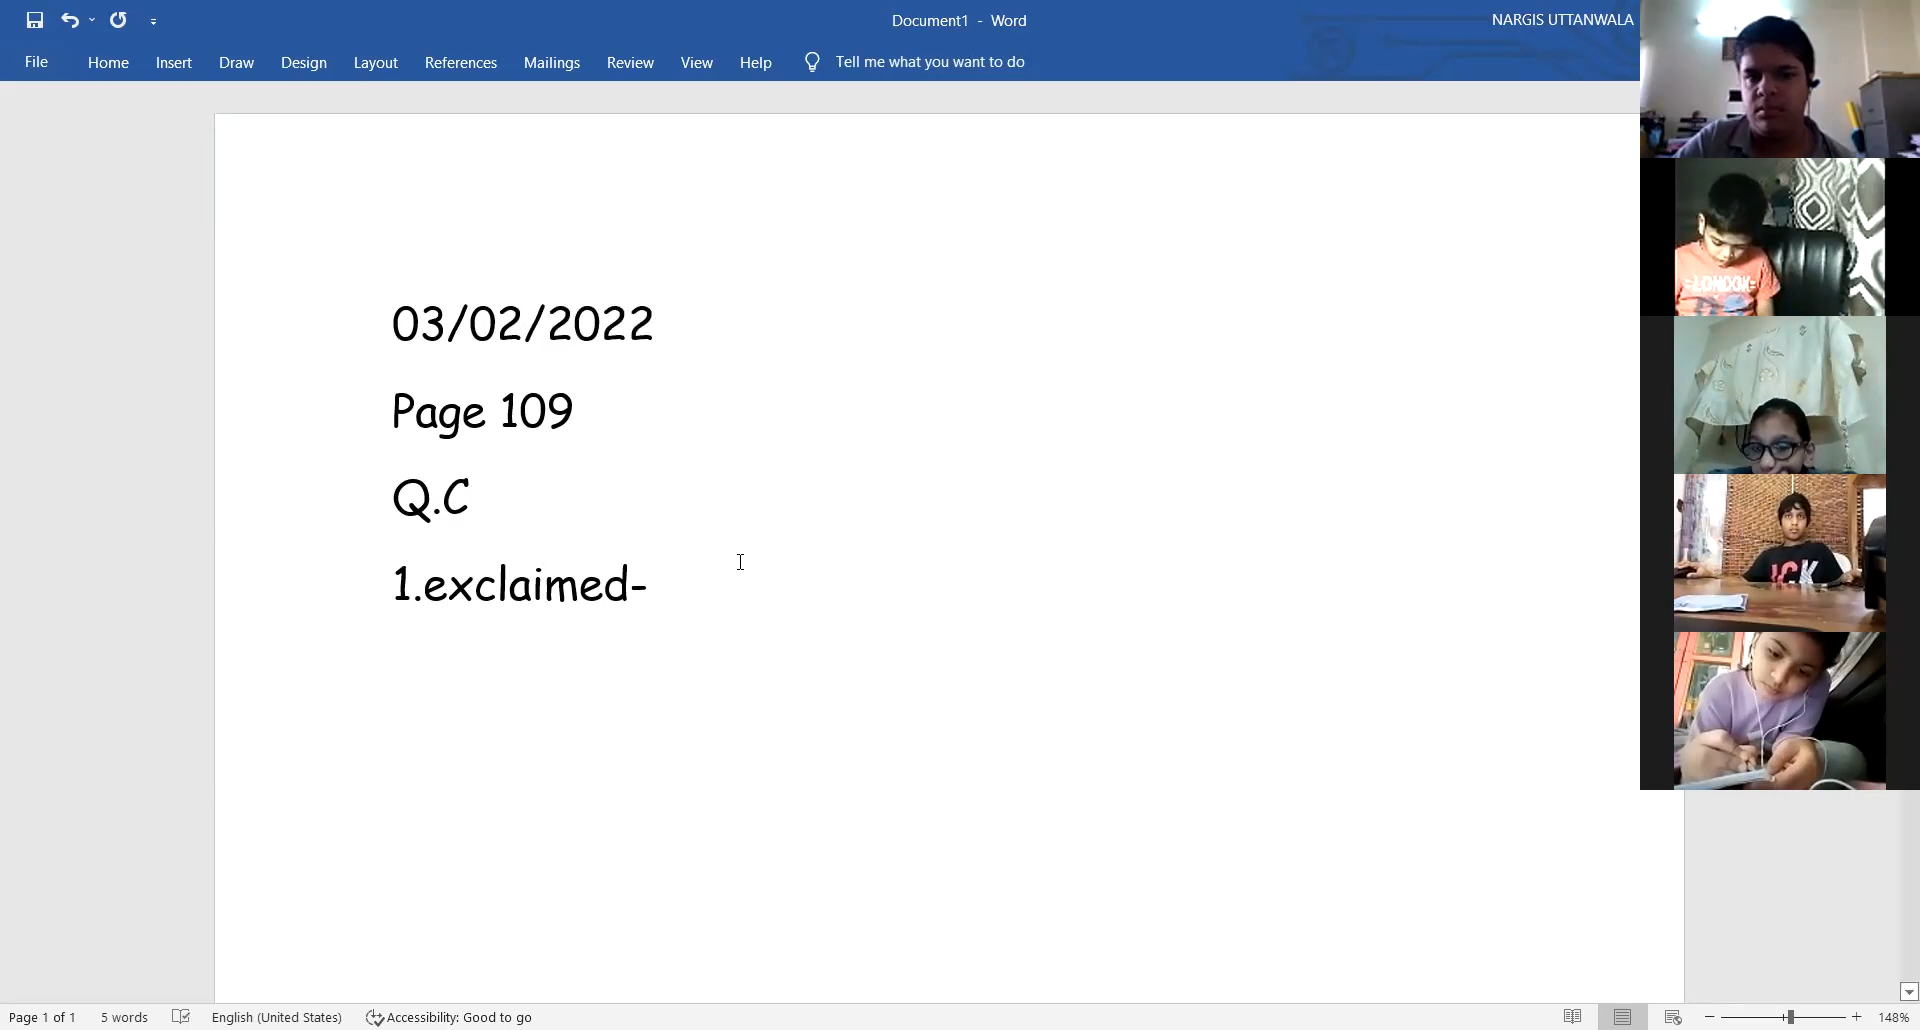 Document1 - Word
NARGIS UTTANWALA
File Home Insert Draw Design Layout References Mailings Review View Help Tell me what you want to do
03/02/2022
Page 109
Q.C
1.exclaimed-
Page 1 of 1 5 words English (United States) Accessibility: Good to go 148%